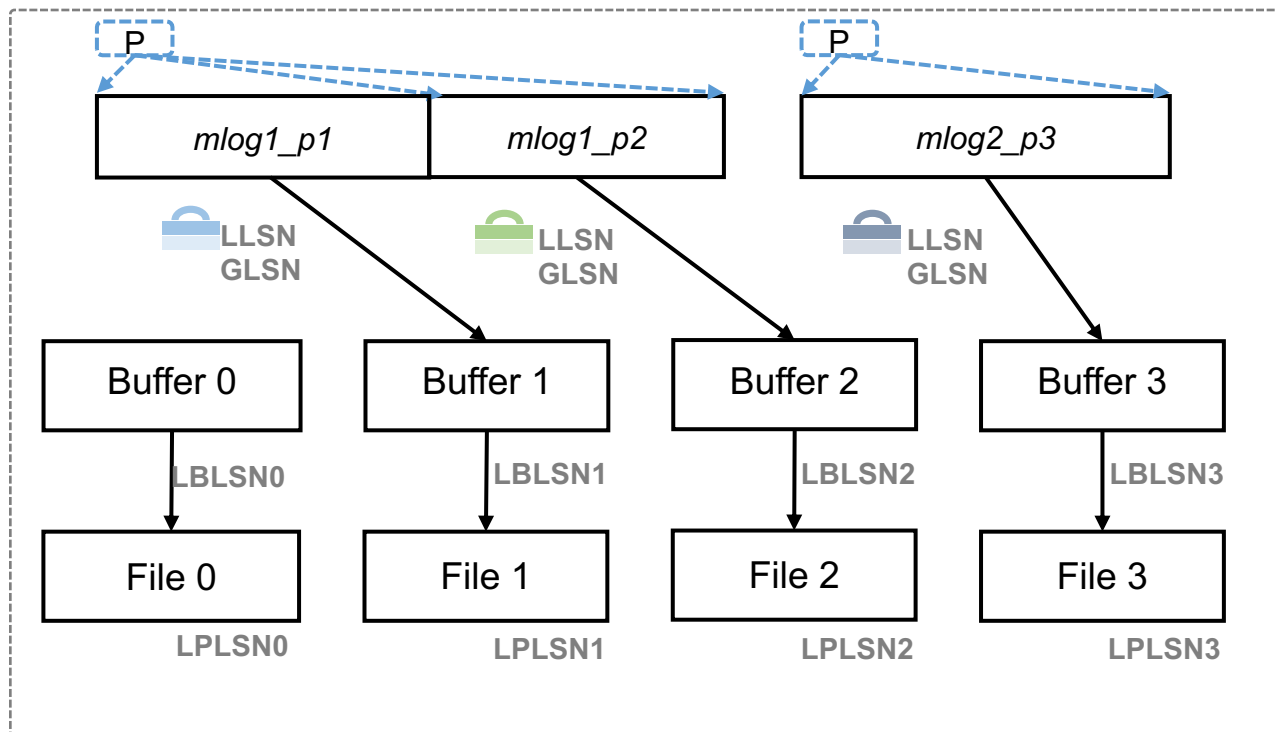 P
P
mlog1_p1
mlog1_p2
mlog2_p3
LLSN
GLSN
LLSN
GLSN
LLSN
GLSN
Buffer 0
Buffer 1
Buffer 2
Buffer 3
LBLSN0
LBLSN1
LBLSN2
LBLSN3
File 0
File 1
File 2
File 3
LPLSN0
LPLSN1
LPLSN2
LPLSN3